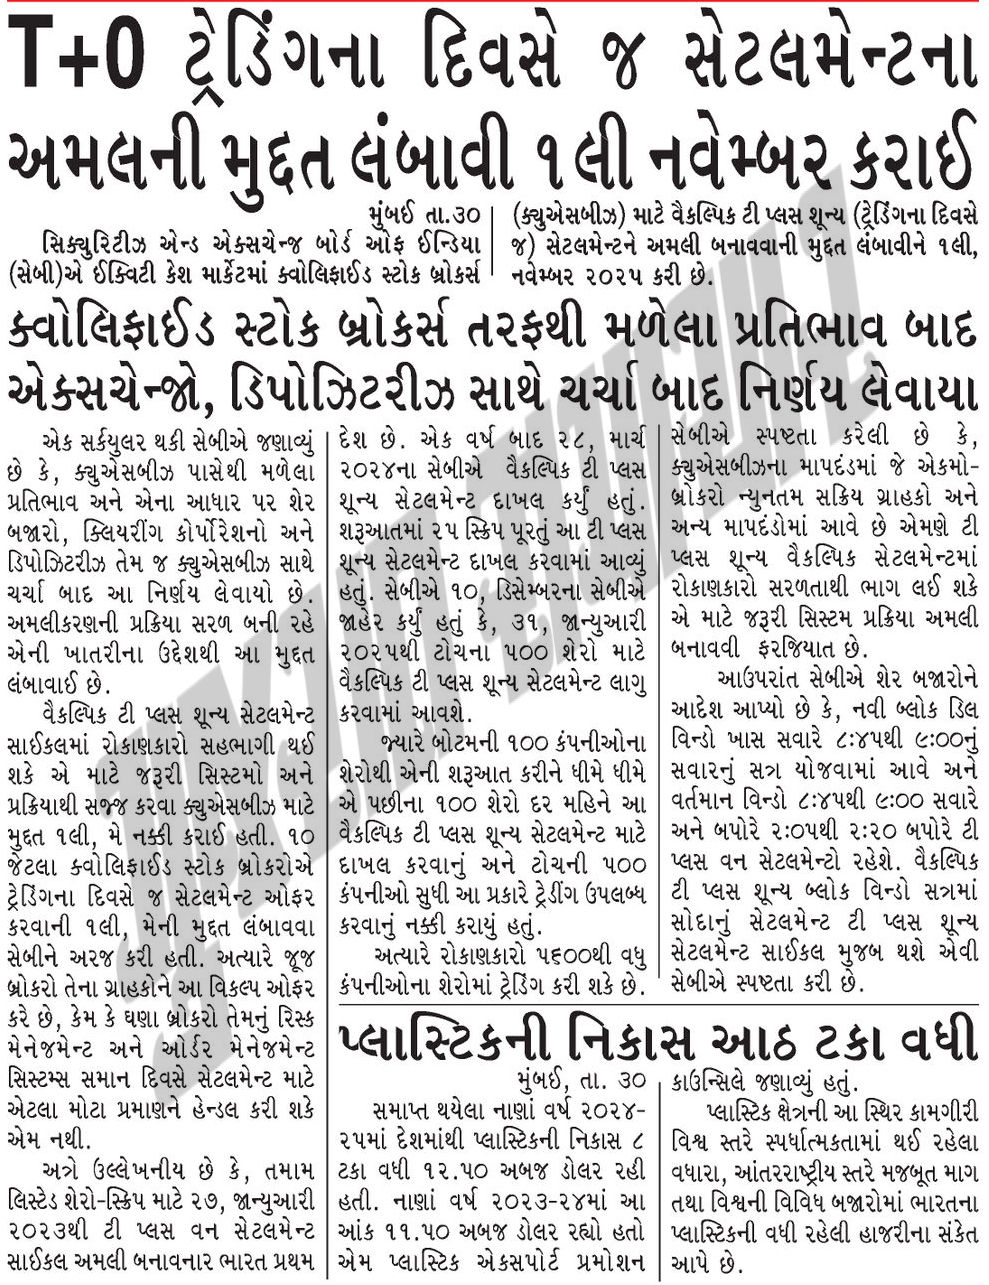 T+0 ટ્રેડિંગના દિવસે જ સેટલમેન્ટના
અમલની મુદ્દત લંબાવી ૧લી નવેમ્બર કરાઈ
મુંબઈ તા.૩૦
સિક્યુરિટીઝ એન્ડ એક્સચેન્જ બોર્ડ ઓફ ઈન્ડિયા
(સેબી)એ ઈક્વિટી કેશ માર્કેટમાં ક્વોલિફાઈડ સ્ટોક બ્રોકર્સ
(ક્યુએસબીઝ) માટે વૈકલ્પિક ટી પ્લસ શૂન્ય (ટ્રેડિંગના દિવસે
જ) સેટલમેન્ટને અમલી બનાવવાની મુદ્દત લંબાવીને ૧લી,
નવેમ્બર ૨૦૨૫ કરી છે.
ક્વોલિફાઈડ સ્ટોક બ્રોકર્સ તરફથી મળેલા પ્રતિભાવ બાદ
એક્સચેન્જો, ડિપોઝિટરીઝ સાથે ચર્ચા બાદ નિર્ણય લેવાયા
એક સર્ક્યુલર થકી સેબીએ જણાવ્યું
છે કે, ક્યુએસબીઝ પાસેથી મળેલા
પ્રતિભાવ અને એના આધાર પર શેર
બજારો, ક્લિયરીંગ કોર્પોરેશનો અને
ડિપોઝિટરીઝ તેમ જ ક્યુએસબીઝ સાથે
ચર્ચા બાદ આ નિર્ણય લેવાયો છે.
અમલીકરણની પ્રક્રિયા સરળ બની રહે
એની ખાતરીના ઉદ્દેશથી આ મુદ્દત
લંબાવાઈ છે.
વૈકલ્પિક ટી પ્લસ શૂન્ય સેટલમેન્ટ
સાઈકલમાં રોકાણકારો સહભાગી થઈ
શકે એ માટે જરૂરી સિસ્ટમો અને
પ્રક્રિયાથી સજ્જ કરવા ક્યુએસબીઝ માટે
મુદ્દત ૧લી, મે નક્કી કરાઈ હતી. ૧૦
જેટલા ક્વોલિફાઈડ સ્ટોક બ્રોકરોએ
ટ્રેડિંગના દિવસે જ સેટલમેન્ટ ઓફર
કરવાની ૧લી, મેની મુદ્દત લંબાવવા
સેબીને અરજ કરી હતી. અત્યારે જૂજ
બ્રોકરો તેના ગ્રાહકોને આ વિકલ્પ ઓફર
કરે છે, કેમ કે ઘણા બ્રોકરો તેમનું રિસ્ક
મેનેજમેન્ટ અને ઓર્ડર મેનેજમેન્ટ
સિસ્ટમ્સ સમાન દિવસે સેટલમેન્ટ માટે
એટલા મોટા પ્રમાણને હેન્ડલ કરી શકે
એમ નથી.
અત્રે ઉલ્લેખનીય છે કે, તમામ
લિસ્ટેડ શેરો-સ્ક્રિપ માટે ૨૭, જાન્યુઆરી
૨૦૨૩થી ટી પ્લસ વન સેટલમેન્ટ
સાઈકલ અમલી બનાવનાર ભારત પ્રથમ
દેશ છે. એક વર્ષ બાદ ૨૮, માર્ચ
૨૦૨૪ના સેબીએ વૈકલ્પિક ટી પ્લસ
શૂન્ય સેટલમેન્ટ દાખલ કર્યું હતું.
શરૂઆતમાં ૨૫ સ્ક્રિપ પૂરતું આ ટી પ્લસ
શૂન્ય સેટલમેન્ટ દાખલ કરવામાં આવ્યું
હતું. સેબીએ ૧૦, ડિસેમ્બરના સેબીએ
જાહેર કર્યું હતું કે, ૩૧, જાન્યુઆરી
૨૦૨૫થી ટોચના ૫૦૦ શેરો માટે
વૈકલ્પિક ટી પ્લસ શૂન્ય સેટલમેન્ટ લાગુ
કરવામાં આવશે.
જ્યારે બોટમની ૧૦૦ કંપનીઓના
શેરોથી એની શરૂઆત કરીને ધીમે ધીમે
એ પછીના ૧૦૦ શેરો દર મહિને આ
વૈકલ્પિક ટી પ્લસ શૂન્ય સેટલમેન્ટ માટે
દાખલ કરવાનું અને ટોચની ૫૦૦
કંપનીઓ સુધી આ પ્રકારે ટ્રેડીંગ ઉપલબ્ધ
કરવાનું નક્કી કરાયું હતું.
અત્યારે રોકાણકારો ૫૬૦૦થી વધુ
કંપનીઓના શેરોમાં ટ્રેડિંગ કરી શકે છે.
સેબીએ સ્પષ્ટતા કરેલી છે કે,
ક્યુએસબીઝના માપદંડમાં જે એકમો-
બ્રોકરો ન્યુનતમ સક્રિય ગ્રાહકો અને
અન્ય માપદંડોમાં આવે છે એમણે ટી
પ્લસ શૂન્ય વૈકલ્પિક સેટલમેન્ટમાં
રોકાણકારો સરળતાથી ભાગ લઈ શકે
એ માટે જરૂરી સિસ્ટમ પ્રક્રિયા અમલી
બનાવવી ફરજિયાત છે.
આઉપરાંત સેબીએ શેર બજારોને
આદેશ આપ્યો છે કે, નવી બ્લોક ડિલ
વિન્ડો ખાસ સવારે ૮:૪૫થી ૯:૦૦નું
સવારનું સત્ર યોજવામાં આવે અને
વર્તમાન વિન્ડો ૮:૪૫થી ૯:૦૦ સવારે
અને બપોરે ૨:૦૫થી ૨:૨૦ બપોરે ટી
પ્લસ વન સેટલમેન્ટો રહેશે. વૈકલ્પિક
ટી પ્લસ શૂન્ય બ્લોક વિન્ડો સત્રમાં
સોદાનું સેટલમેન્ટ ટી પ્લસ શૂન્ય
સેટલમેન્ટ સાઈકલ મુજબ થશે એવી
સેબીએ સ્પષ્ટતા કરી છે.
પ્લાસ્ટિકની નિકાસ આઠ ટકા વધી
મુંબઈ, તા. ૩૦
સમાપ્ત થયેલા નાણાં વર્ષ ૨૦૨૪-
૨૫માં દેશમાંથી પ્લાસ્ટિકની નિકાસ ૮
ટકા વધી ૧૨.૫૦ અબજ ડોલર રહી
હતી. નાણાં વર્ષ ૨૦૨૩-૨૪માં આ
આંક ૧૧.૫૦ અબજ ડોલર રહ્યો હતો
એમ પ્લાસ્ટિક એક્સપોર્ટ પ્રમોશન
કાઉન્સિલે જણાવ્યું હતું.
પ્લાસ્ટિક ક્ષેત્રની આ સ્થિર કામગીરી
વિશ્વ સ્તરે સ્પર્ધાત્મકતામાં થઈ રહેલા
વધારા, આંતરરાષ્ટ્રીય સ્તરે મજબૂત માગ
તથા વિશ્વની વિવિધ બજારોમાં ભારતના
પ્લાસ્ટિકની વધી રહેલી હાજરીના સંકેત
આપે છે.